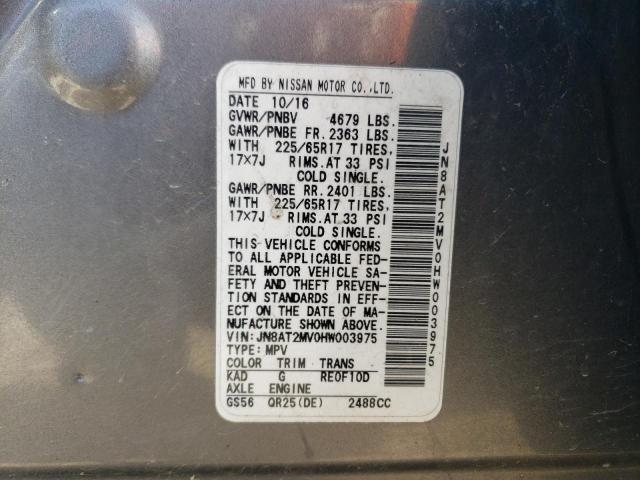 MFD BY NISSAN MOTOR CO.,LTD.
DATE 10/16
GVWR/PNBV 4679 LBS.
GAWR/PNBE FR. 2363 LBS.
WITH 225/65R17 TIRES,
17X7J RIMS. AT 33 PSI
COLD SINGLE.
GAWR/PNBE RR. 2401 LBS.
WITH 225/65R17 TIRES,
17X7J RIMS. AT 33 PSI
COLD SINGLE.
THIS VEHICLE CONFORMS
TO ALL APPLICABLE FED-
ERAL MOTOR VEHICLE SA-
FETY AND THEFT PREVEN-
TION STANDARDS IN EFF-
ECT ON THE DATE OF MA-
NUFACTURE SHOWN ABOVE.
VIN: JN8AT2MV0HW003975
TYPE: MPV
COLOR TRIM TRANS
KAD G RE0F10D
AXLE ENGINE
GS56 QR25(DE) 2488CC
JN8AT2MV0HW003975